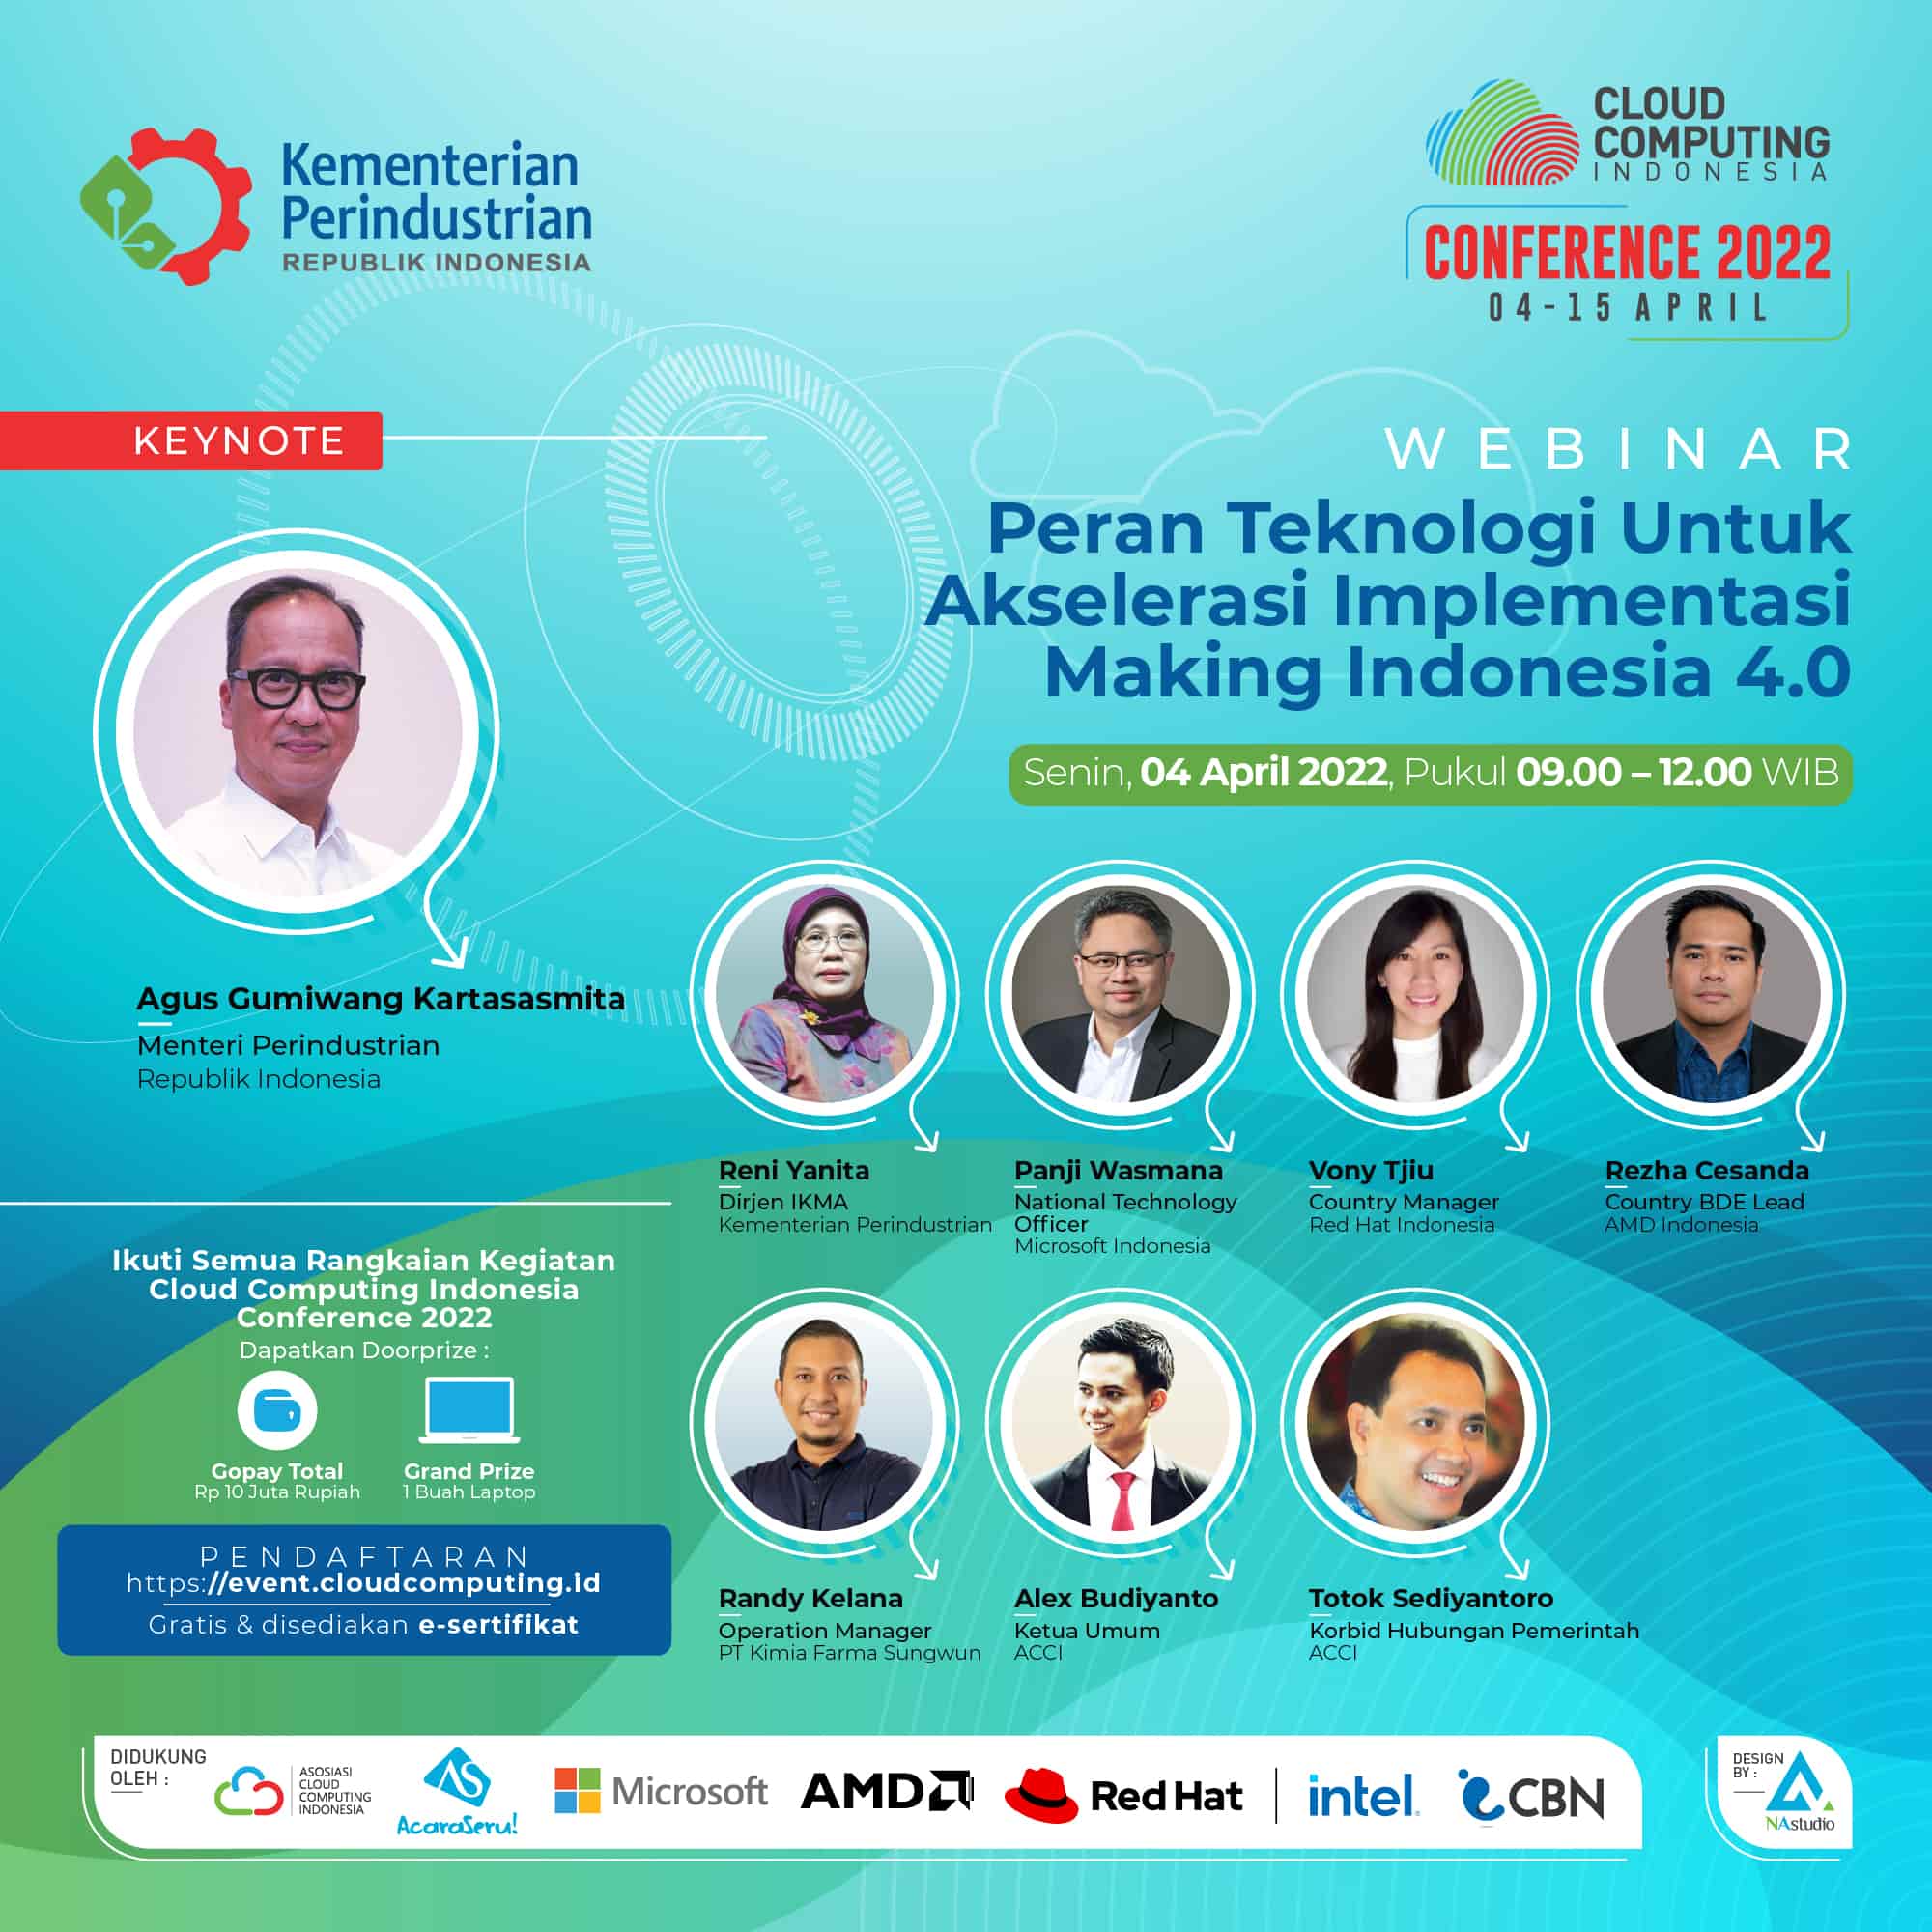 Kementerian
Perindustrian
REPUBLIK INDONESIA
CLOUD
COMPUTING
INDONESIA
CONFERENCE 2022
04-15 APRIL
KEYNOTE
WEBINAR
Peran Teknologi Untuk
Akselerasi Implementasi
Making Indonesia 4.0
Senin, 04 April 2022, Pukul 09.00 – 12.00 WIB
Agus Gumiwang Kartasasmita
Menteri Perindustrian
Republik Indonesia
Reni Yanita
Dirjen IKMA
Kementerian Perindustrian
Panji Wasmana
National Technology
Officer
Microsoft Indonesia
Vony Tjiu
Country Manager
Red Hat Indonesia
Rezha Cesanda
Country BDE Lead
AMD Indonesia
Ikuti Semua Rangkaian Kegiatan
Cloud Computing Indonesia
Conference 2022
Dapatkan Doorprize :
Gopay Total
Rp 10 Juta Rupiah
Grand Prize
1 Buah Laptop
PENDAFTARAN
https://event.cloudcomputing.id
Gratis & disediakan e-sertifikat
Randy Kelana
Operation Manager
PT Kimia Farma Sungwun
Alex Budiyanto
Ketua Umum
ACCI
Totok Sediyantoro
Korbid Hubungan Pemerintah
ACCI
DIDUKUNG
OLEH :
ASOSIASI
CLOUD
COMPUTING
INDONESIA
AS
AcaraSeru!
Microsoft
AMD
Red Hat
intel.
CBN
DESIGN
BY :
NAstudio